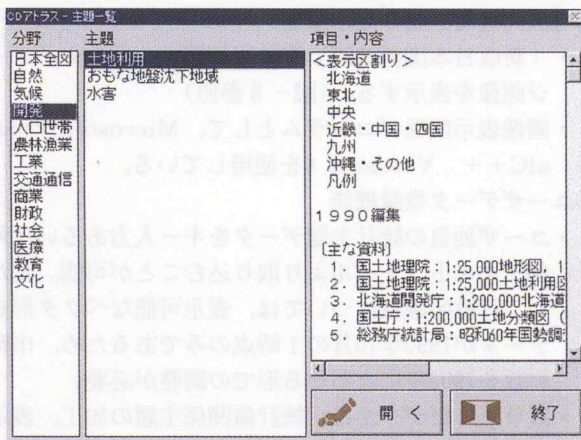 CDアトラス - 主題一覧
分野
日本全図
自然
気候
開発
人口世帯
農林漁業
工業
交通通信
商業
財政
社会
医療
教育
文化
主題
土地利用
おもな地盤沈下地域
水害
項目・内容
<表示区割り>
北海道
東北
中央
近畿・中国・四国
九州
沖縄・その他
凡例
1990編集
〔主な資料〕
1. 国土地理院:1:25,000地形図, 1
2. 国土地理院:1:25,000土地利用図
3. 北海道開発庁:1:200,000北海道
4. 国土庁:1:200,000土地分類図(
5. 総務庁統計局:昭和60年国勢調
開 く
終了